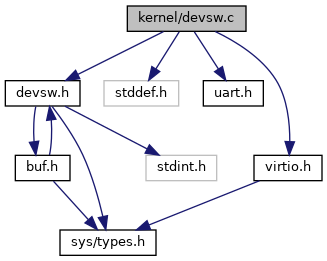 kernel/devsw.c
devsw.h
stddef.h
uart.h
buf.h
stdint.h
virtio.h
sys/types.h